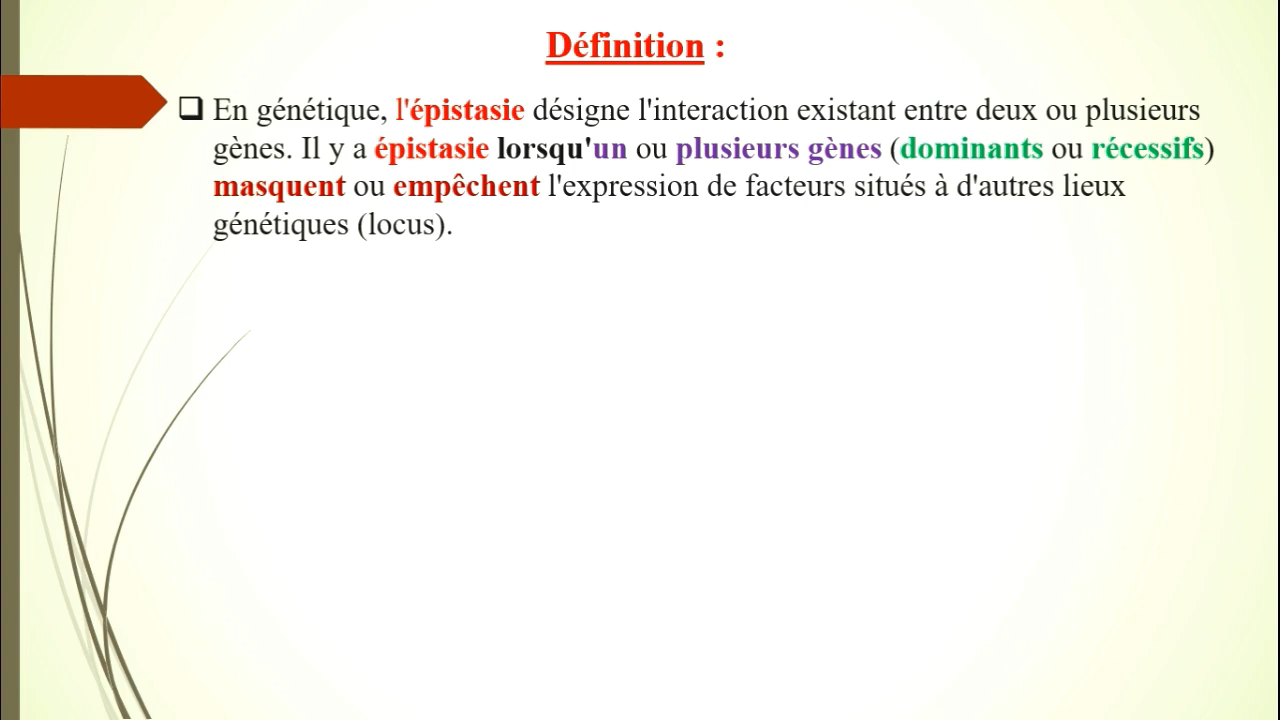 Définition :
❑ En génétique, l'épistasie désigne l'interaction existant entre deux ou plusieurs
gènes. Il y a épistasie lorsqu'un ou plusieurs gènes (dominants ou récessifs)
masquent ou empêchent l'expression de facteurs situés à d'autres lieux
génétiques (locus).